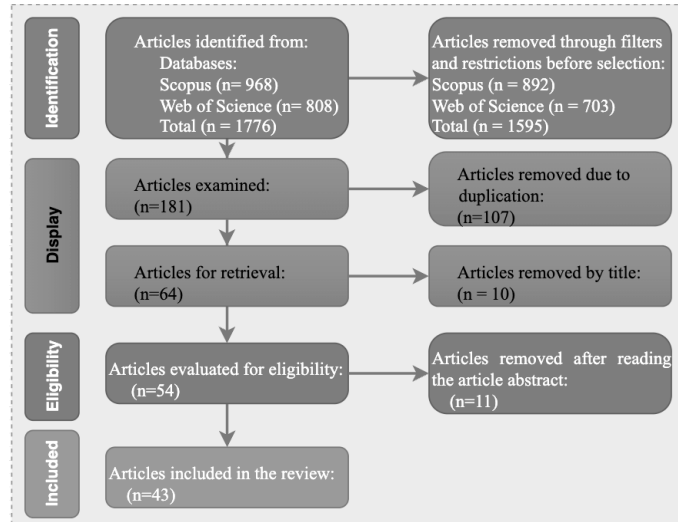 Identification
Articles identified from:
Databases:
Scopus (n= 968)
Web of Science (n= 808)
Total (n = 1776)
Articles removed through filters
and restrictions before selection:
Scopus (n = 892)
Web of Science (n = 703)
Total (n = 1595)
Display
Articles examined:
(n=181)
Articles removed due to
duplication:
(n=107)
Articles for retrieval:
(n=64)
Articles removed by title:
(n = 10)
Eligibility
Articles evaluated for eligibility:
(n=54)
Articles removed after reading
the article abstract:
(n=11)
Included
Articles included in the review:
(n=43)